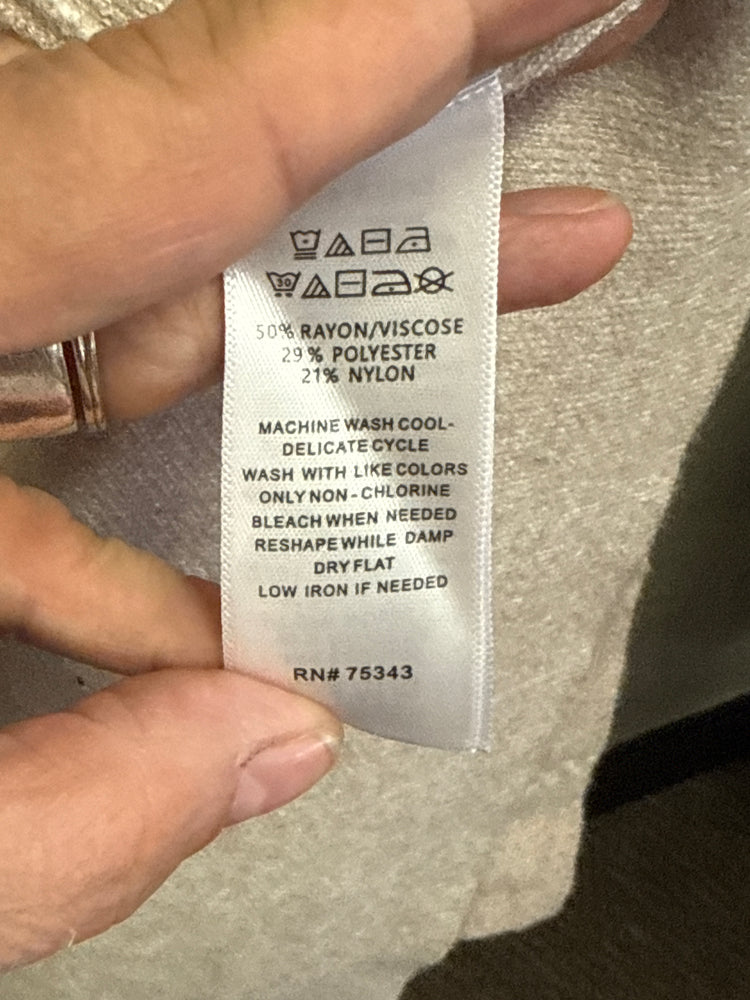 30
50% RAYON/VISCOSE
29% POLYESTER
21% NYLON
MACHINE WASH COOL-
DELICATE CYCLE
WASH WITH LIKE COLORS
ONLY NON-CHLORINE
BLEACH WHEN NEEDED
RESHAPE WHILE DAMP
DRY FLAT
LOW IRON IF NEEDED
RN# 75343